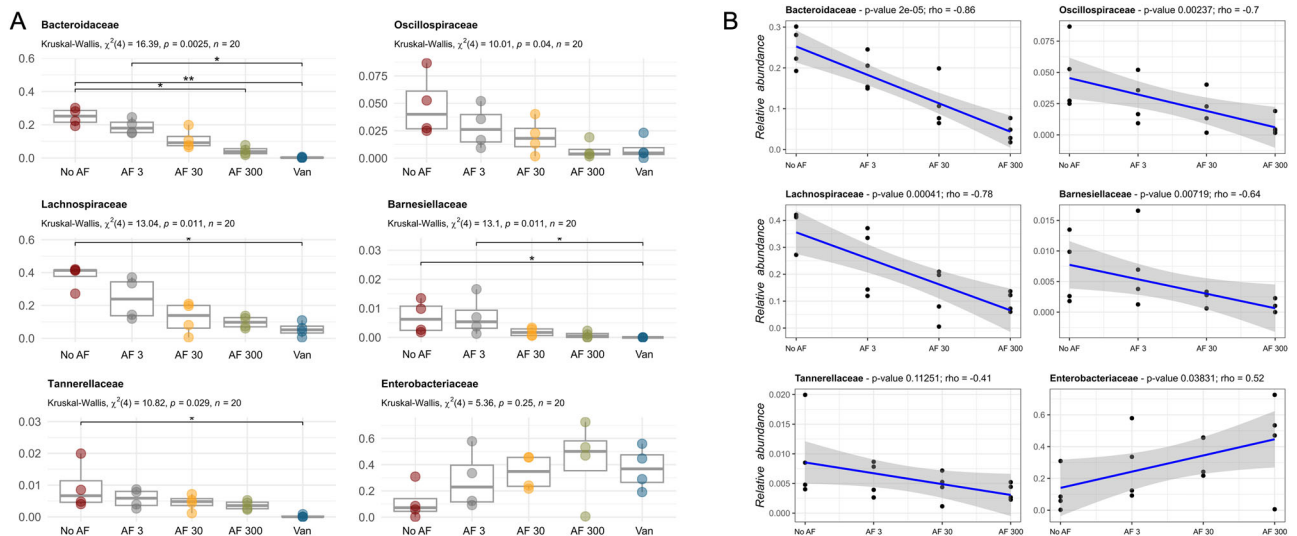 A
Bacteroidaceae
Kruskal-Wallis, χ²(4) = 16.39, p = 0.0025, n = 20
0.6
0.4
0.2
0.0
*
**
*
No AF AF 3 AF 30 AF 300 Van
Oscillospiraceae
Kruskal-Wallis, χ²(4) = 10.01, p = 0.04, n = 20
0.075
0.050
0.025
0.000
No AF AF 3 AF 30 AF 300 Van
Lachnospiraceae
Kruskal-Wallis, χ²(4) = 13.04, p = 0.011, n = 20
0.6
0.4
0.2
0.0
*
No AF AF 3 AF 30 AF 300 Van
Barnesiellaceae
Kruskal-Wallis, χ²(4) = 13.1, p = 0.011, n = 20
0.03
0.02
0.01
0.00
*
*
No AF AF 3 AF 30 AF 300 Van
Tannerellaceae
Kruskal-Wallis, χ²(4) = 10.82, p = 0.029, n = 20
0.03
0.02
0.01
0.00
*
No AF AF 3 AF 30 AF 300 Van
Enterobacteriaceae
Kruskal-Wallis, χ²(4) = 5.36, p = 0.25, n = 20
0.6
0.4
0.2
0.0
No AF AF 3 AF 30 AF 300 Van
B
Bacteroidaceae - p-value 2e-05; rho = -0.86
Relative abundance
0.3
0.2
0.1
0.0
No AF AF 3 AF 30 AF 300
Oscillospiraceae - p-value 0.00237; rho = -0.7
0.075
0.050
0.025
0.000
No AF AF 3 AF 30 AF 300
Lachnospiraceae - p-value 0.00041; rho = -0.78
Relative abundance
0.4
0.3
0.2
0.1
0.0
No AF AF 3 AF 30 AF 300
Barnesiellaceae - p-value 0.00719; rho = -0.64
0.015
0.010
0.005
0.000
No AF AF 3 AF 30 AF 300
Tannerellaceae - p-value 0.11251; rho = -0.41
Relative abundance
0.020
0.015
0.010
0.005
0.000
No AF AF 3 AF 30 AF 300
Enterobacteriaceae - p-value 0.03831; rho = 0.52
0.6
0.4
0.2
0.0
No AF AF 3 AF 30 AF 300